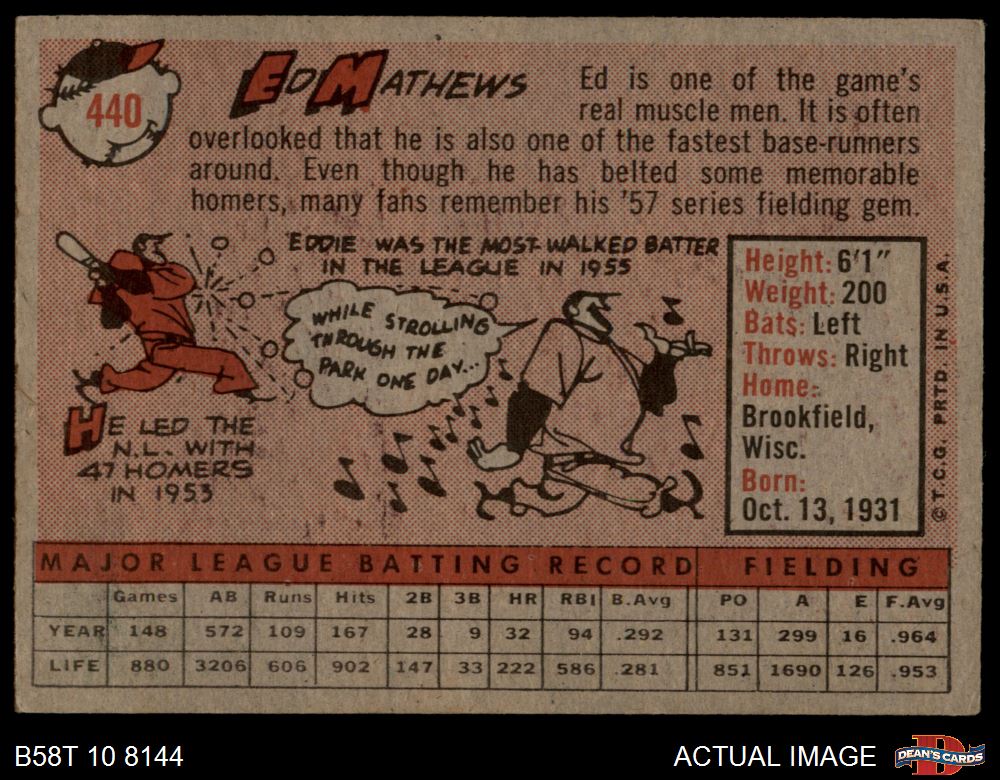 440
ED MATHEWS
Ed is one of the game's
real muscle men. It is often
overlooked that he is also one of the fastest base-runners
around. Even though he has belted some memorable
homers, many fans remember his '57 series fielding gem.
EDDIE WAS THE MOST-WALKED BATTER
IN THE LEAGUE IN 1955
WHILE STROLLING
THROUGH THE
PARK ONE DAY...
HE LED THE
N.L. WITH
47 HOMERS
IN 1953
Height: 6'1"
Weight: 200
Bats: Left
Throws: Right
Home:
Brookfield,
Wisc.
Born:
Oct. 13, 1931
© T.C.G. PRTD. IN U.S.A.
MAJOR LEAGUE BATTING RECORD FIELDING
Games AB Runs Hits 2B 3B HR RBI B.Avg PO A E F.Avg
YEAR 148 572 109 167 28 9 32 94 .292 131 299 16 .964
LIFE 880 3206 606 902 147 33 222 586 .281 851 1690 126 .953
B58T 10 8144
ACTUAL IMAGE
DEAN'S CARDS